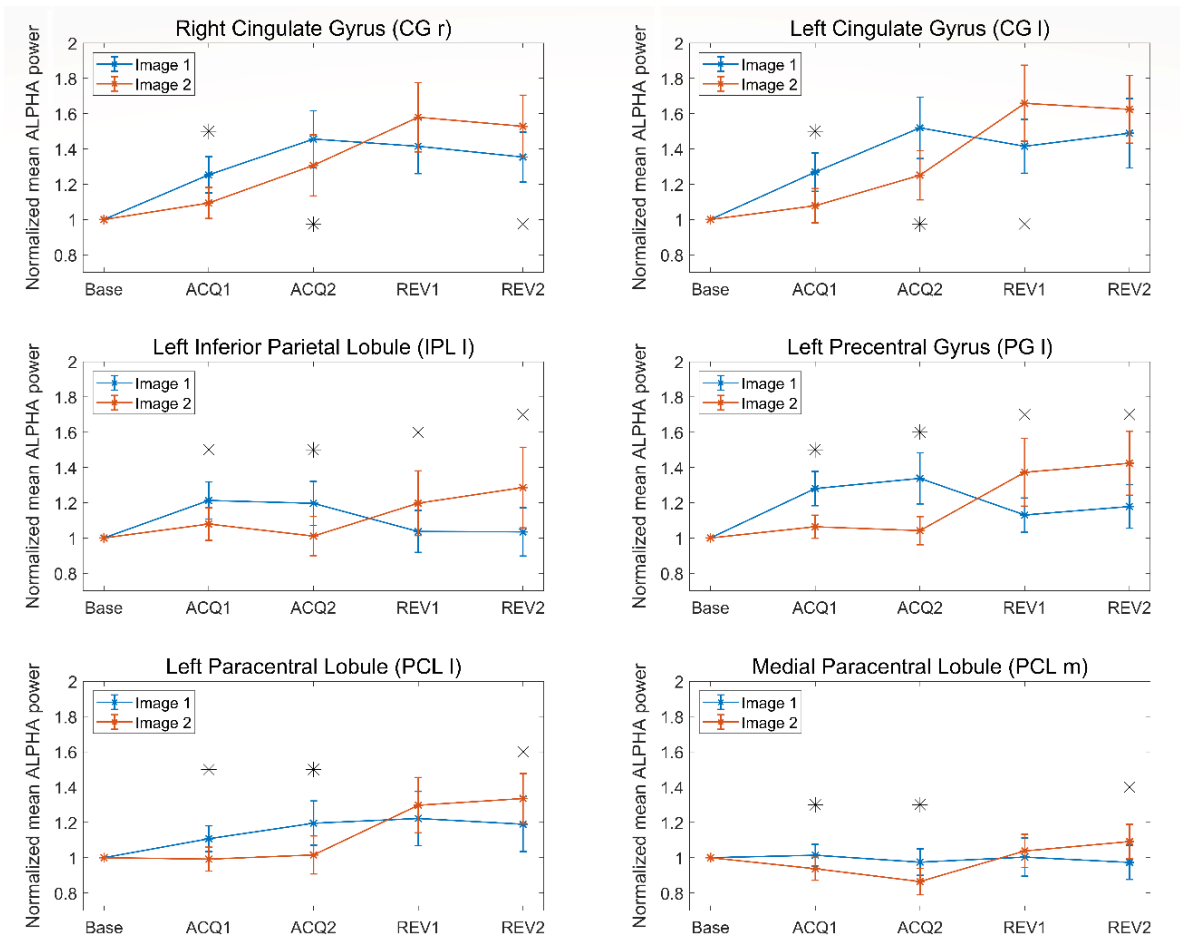 Right Cingulate Gyrus (CG r)
Normalized mean ALPHA power
2
1.8
1.6
1.4
1.2
1
0.8
Image 1
Image 2
Base ACQ1 ACQ2 REV1 REV2
Left Cingulate Gyrus (CG l)
Normalized mean ALPHA power
2
1.8
1.6
1.4
1.2
1
0.8
Image 1
Image 2
Base ACQ1 ACQ2 REV1 REV2
Left Inferior Parietal Lobule (IPL l)
Normalized mean ALPHA power
2
1.8
1.6
1.4
1.2
1
0.8
Image 1
Image 2
Base ACQ1 ACQ2 REV1 REV2
Left Precentral Gyrus (PG l)
Normalized mean ALPHA power
2
1.8
1.6
1.4
1.2
1
0.8
Image 1
Image 2
Base ACQ1 ACQ2 REV1 REV2
Left Paracentral Lobule (PCL l)
Normalized mean ALPHA power
2
1.8
1.6
1.4
1.2
1
0.8
Image 1
Image 2
Base ACQ1 ACQ2 REV1 REV2
Medial Paracentral Lobule (PCL m)
Normalized mean ALPHA power
2
1.8
1.6
1.4
1.2
1
0.8
Image 1
Image 2
Base ACQ1 ACQ2 REV1 REV2